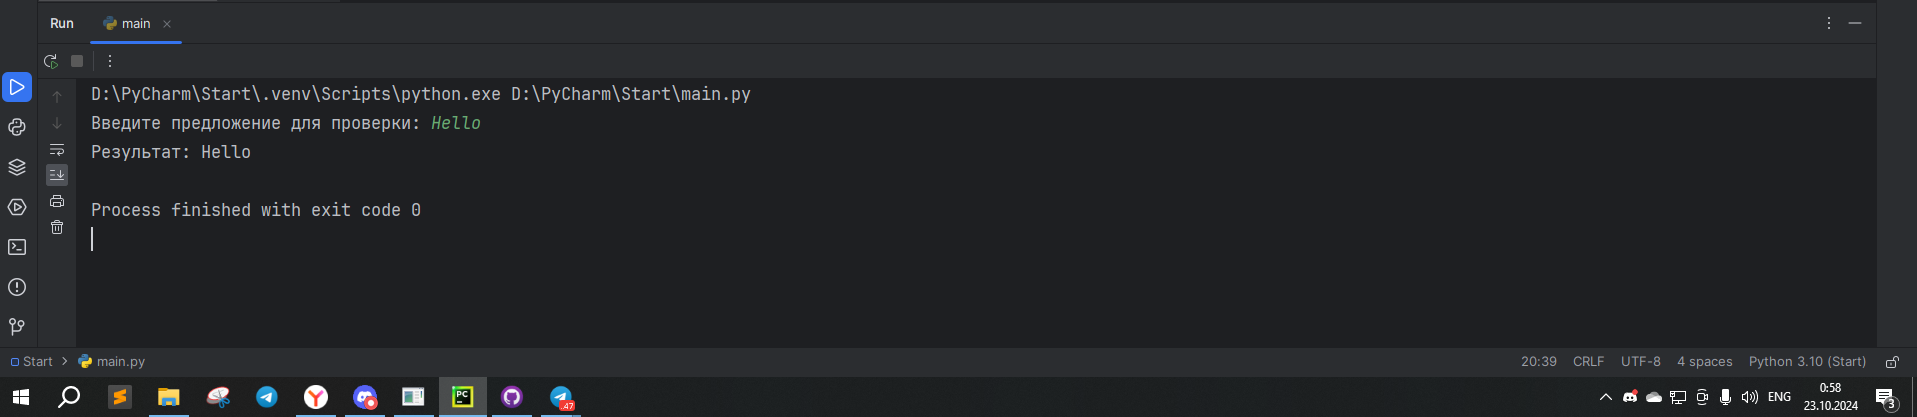 Run main
D:\PyCharm\Start\.venv\Scripts\python.exe D:\PyCharm\Start\main.py
Введите предложение для проверки: Hello
Результат: Hello
Process finished with exit code 0
Start > main.py 20:39 CRLF UTF-8 4 spaces Python 3.10 (Start)
PC 47 ENG 0:58
23.10.2024 3